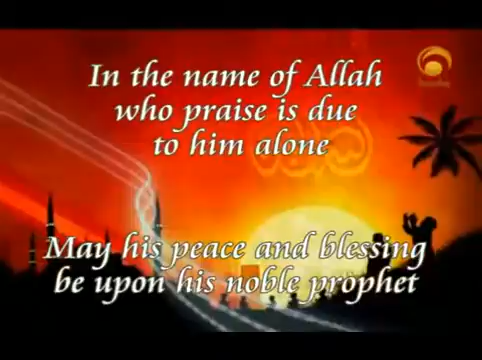 In the name of Allah
who praise is due
to him alone
May his peace and blessing
be upon his noble prophet